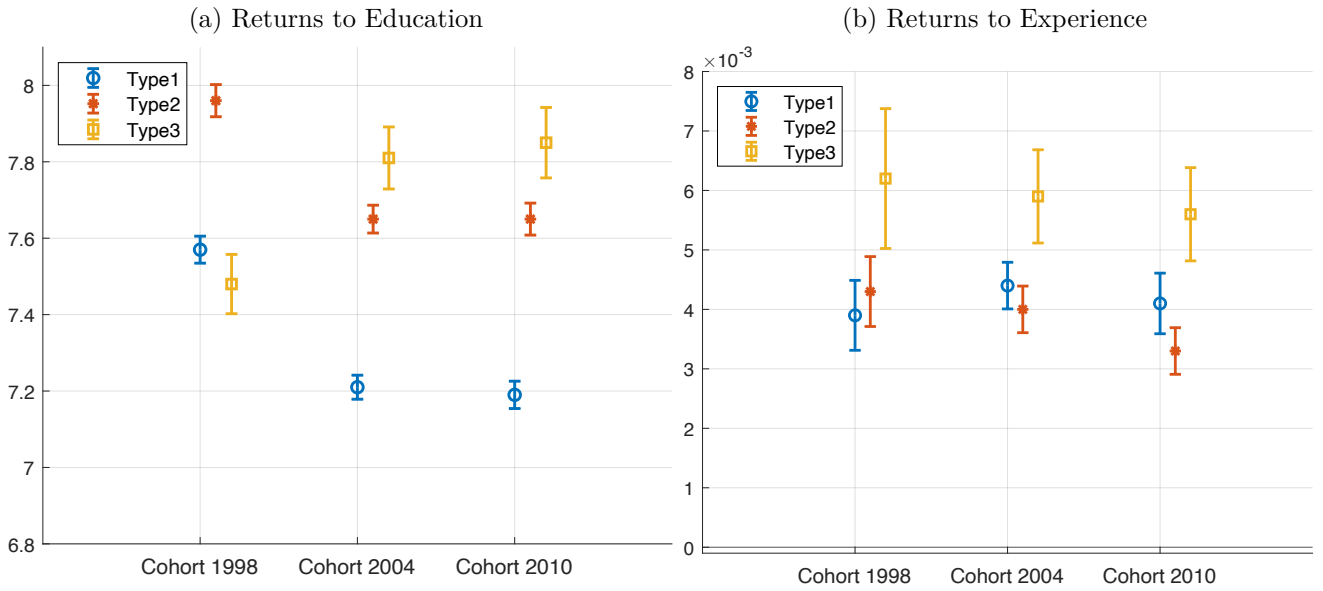 (a) Returns to Education
8
7.8
7.6
7.4
7.2
7
6.8
Type1
Type2
Type3
Cohort 1998
Cohort 2004
Cohort 2010
(b) Returns to Experience
×10⁻³
8
7
6
5
4
3
2
1
0
Type1
Type2
Type3
Cohort 1998
Cohort 2004
Cohort 2010